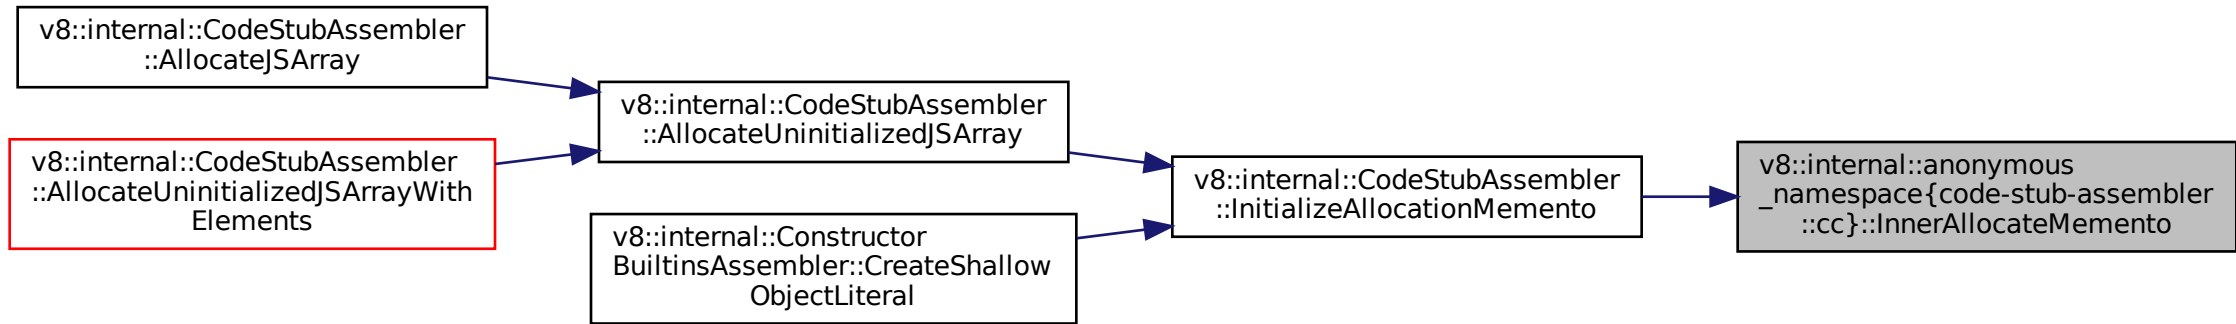 v8::internal::CodeStubAssembler
::AllocateJSArray
v8::internal::CodeStubAssembler
::AllocateUninitializedJSArrayWith
Elements
v8::internal::CodeStubAssembler
::AllocateUninitializedJSArray
v8::internal::Constructor
BuiltinsAssembler::CreateShallow
ObjectLiteral
v8::internal::CodeStubAssembler
::InitializeAllocationMemento
v8::internal::anonymous
_namespace{code-stub-assembler
::cc}::InnerAllocateMemento